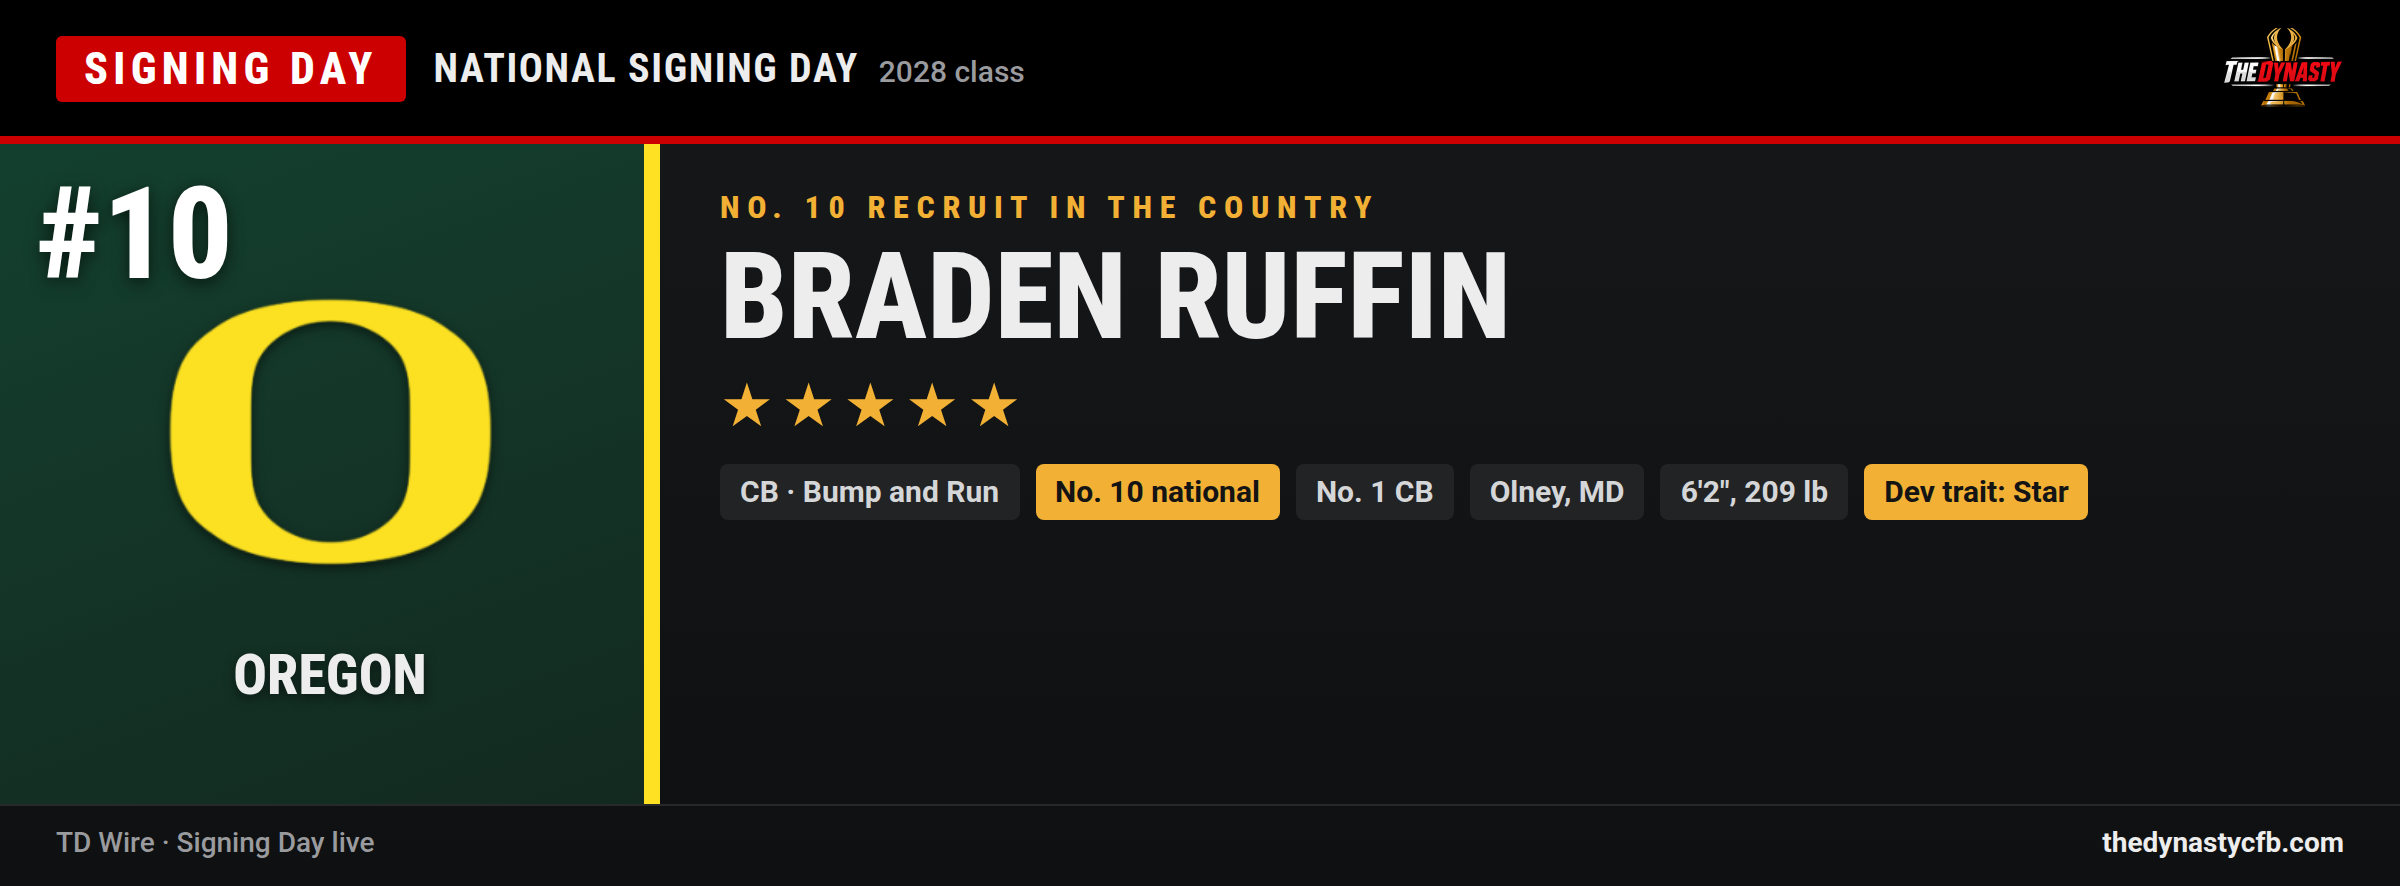 SIGNING DAY
NATIONAL SIGNING DAY 2028 class
THE DYNASTY
#10
O
OREGON
NO. 10 RECRUIT IN THE COUNTRY
BRADEN RUFFIN
★★★★★
CB · Bump and Run
No. 10 national
No. 1 CB
Olney, MD
6'2", 209 lb
Dev trait: Star
TD Wire · Signing Day live
thedynastycfb.com